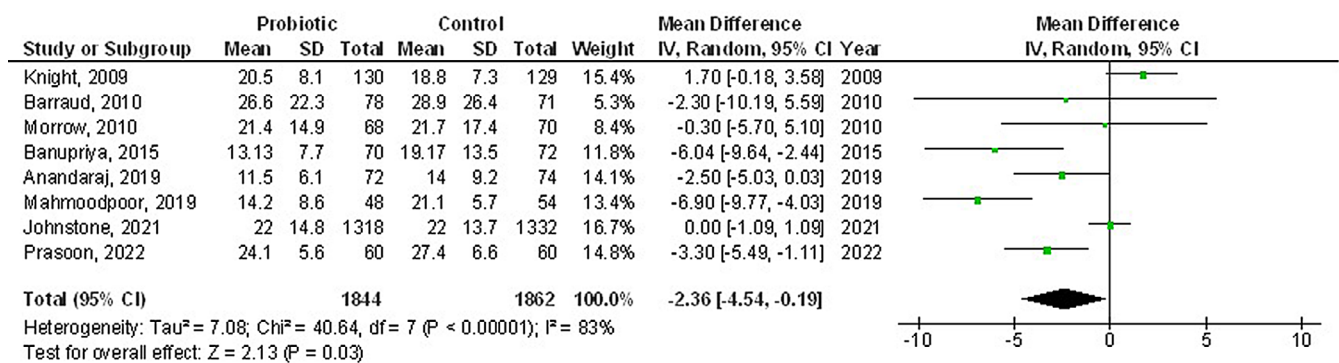 Probiotic Control Mean Difference Mean Difference
Study or Subgroup Mean SD Total Mean SD Total Weight IV, Random, 95% CI Year IV, Random, 95% CI
Knight, 2009 20.5 8.1 130 18.8 7.3 129 15.4% 1.70 [-0.18, 3.58] 2009
Barraud, 2010 26.6 22.3 78 28.9 26.4 71 5.3% -2.30 [-10.19, 5.59] 2010
Morrow, 2010 21.4 14.9 68 21.7 17.4 70 8.4% -0.30 [-5.70, 5.10] 2010
Banupriya, 2015 13.13 7.7 70 19.17 13.5 72 11.8% -6.04 [-9.64, -2.44] 2015
Anandaraj, 2019 11.5 6.1 72 14 9.2 74 14.1% -2.50 [-5.03, 0.03] 2019
Mahmoodpoor, 2019 14.2 8.6 48 21.1 5.7 54 13.4% -6.90 [-9.77, -4.03] 2019
Johnstone, 2021 22 14.8 1318 22 13.7 1332 16.7% 0.00 [-1.09, 1.09] 2021
Prasoon, 2022 24.1 5.6 60 27.4 6.6 60 14.8% -3.30 [-5.49, -1.11] 2022
Total (95% CI) 1844 1862 100.0% -2.36 [-4.54, -0.19]
Heterogeneity: Tau² = 7.08; Chi² = 40.64, df = 7 (P < 0.00001); I² = 83%
Test for overall effect: Z = 2.13 (P = 0.03)
-10 -5 0 5 10